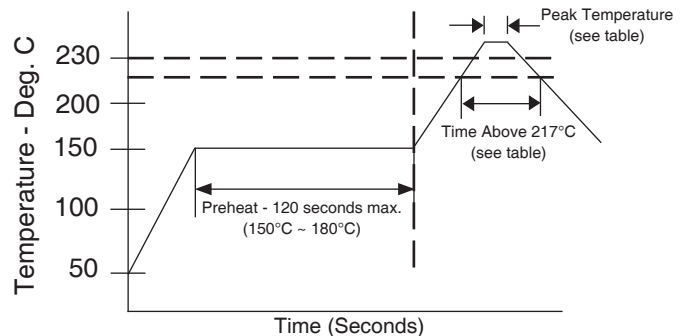 Peak Temperature
(see table)
Temperature - Deg. C
230
200
150
100
50
Time Above 217°C
(see table)
Preheat - 120 seconds max.
(150°C ~ 180°C)
Time (Seconds)